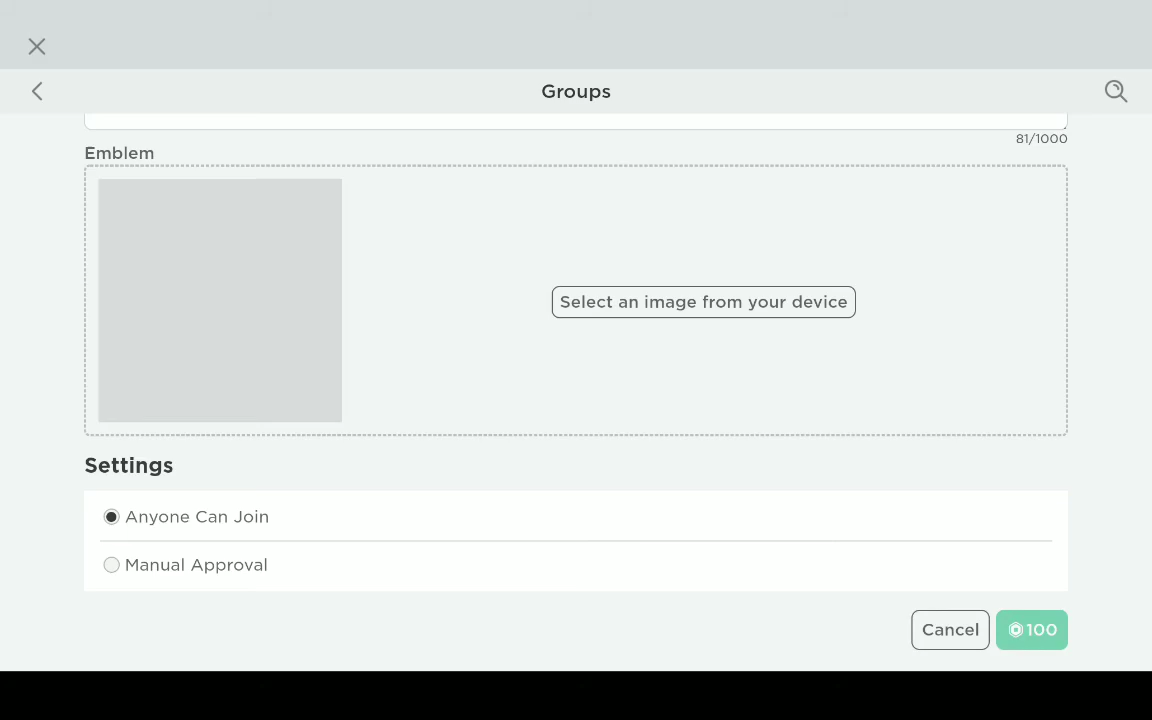 Groups
81/1000
Emblem
Select an image from your device
Settings
Anyone Can Join
Manual Approval
Cancel
100